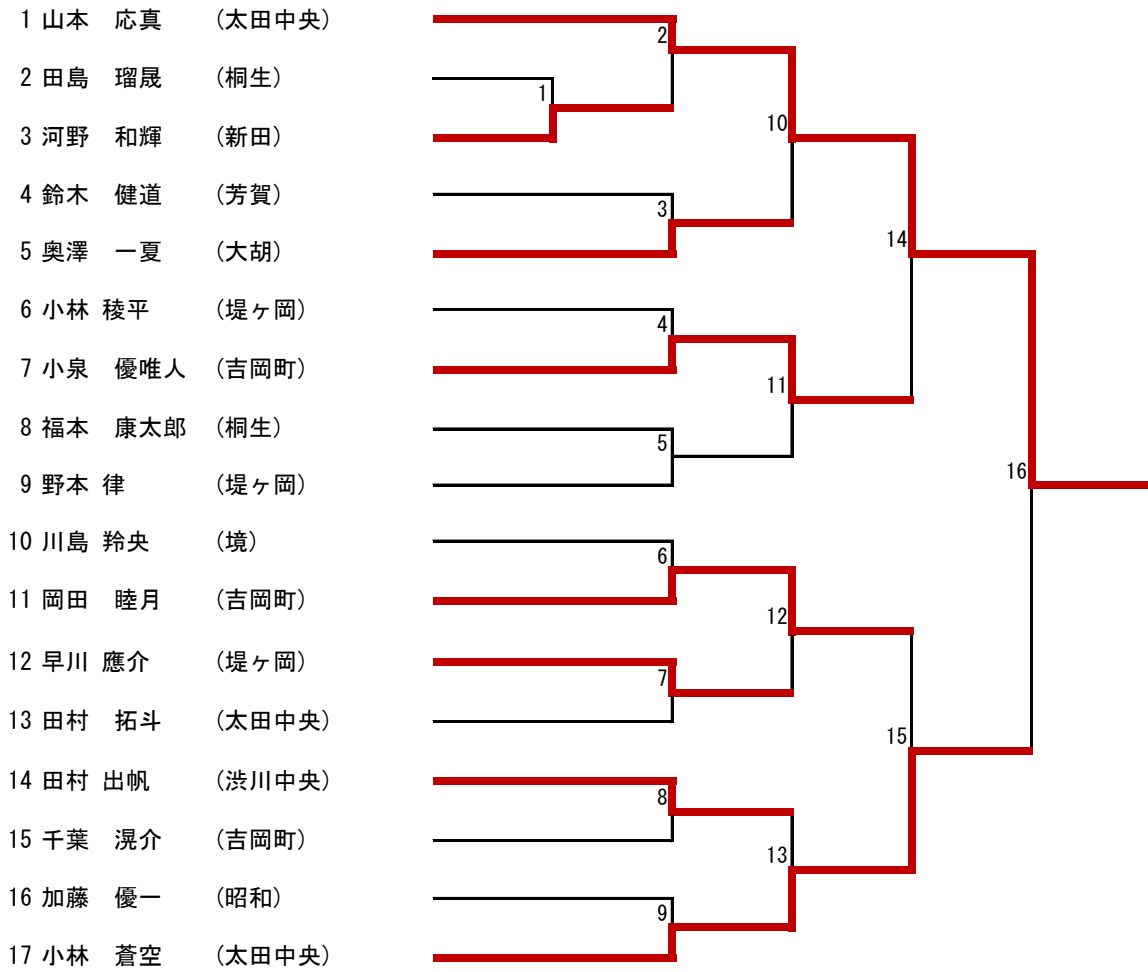 1 山本　応真 (太田中央)
2
2 田島　瑠晟 (桐生)
1
3 河野　和輝 (新田)
10
4 鈴木　健道 (芳賀)
3
5 奥澤　一夏 (大胡)
14
6 小林 稜平 (堤ヶ岡)
4
7 小泉　優唯人 (吉岡町)
11
8 福本　康太郎 (桐生)
5
9 野本 律 (堤ヶ岡)
16
10 川島 羚央 (境)
6
11 岡田　睦月 (吉岡町)
12
12 早川 應介 (堤ヶ岡)
7
13 田村　拓斗 (太田中央)
15
14 田村 出帆 (渋川中央)
8
15 千葉　滉介 (吉岡町)
13
16 加藤　優一 (昭和)
9
17 小林　蒼空 (太田中央)